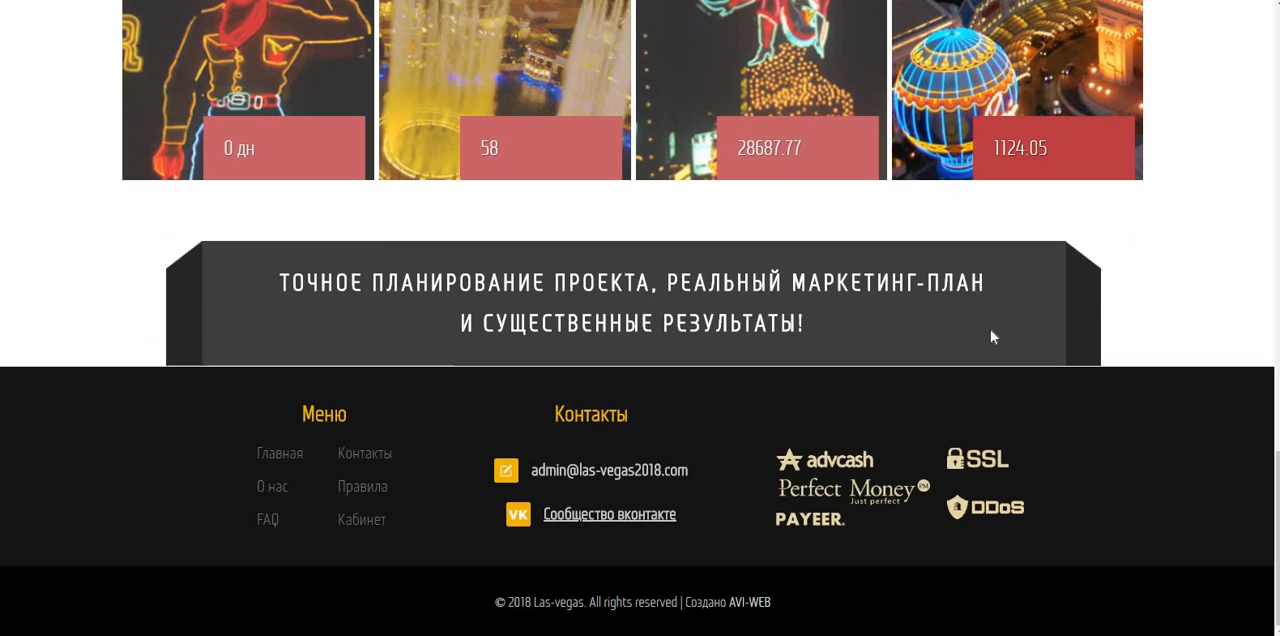 0 дн
58
28687.77
1124.05
ТОЧНОЕ ПЛАНИРОВАНИЕ ПРОЕКТА, РЕАЛЬНЫЙ МАРКЕТИНГ-ПЛАН
И СУЩЕСТВЕННЫЕ РЕЗУЛЬТАТЫ!
Меню
Главная
Контакты
О нас
Правила
FAQ
Кабинет
Контакты
admin@las-vegas2018.com
Сообщество вконтакте
advcash
Perfect Money PM
Just perfect
PAYEER.
SSL
DDoS
© 2018 Las-vegas. All rights reserved | Создано AVI-WEB